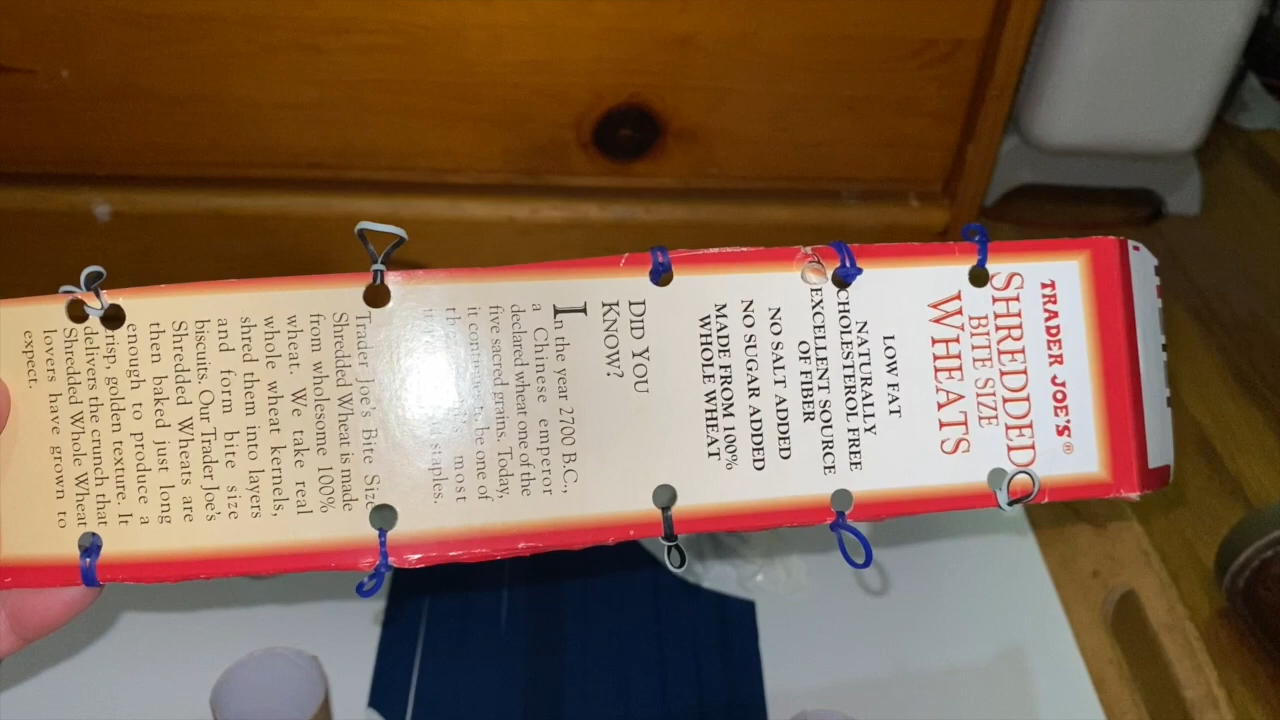 TRADER JOE'S®
SHREDDED
BITE SIZE
WHEATS
LOW FAT
NATURALLY
CHOLESTEROL FREE
EXCELLENT SOURCE
OF FIBER
NO SALT ADDED
NO SUGAR ADDED
MADE FROM 100%
WHOLE WHEAT
DID YOU
KNOW?
In the year 2700 B.C.,
a Chinese emperor
declared wheat one of the
five sacred grains. Today,
it continues to be one of
most
staples.
Trader Joe's Bite Size
Shredded Wheat is made
from wholesome 100%
wheat. We take real
whole wheat kernels,
shred them into layers
and form bite size
biscuits. Our Trader Joe's
Shredded Wheats are
then baked just long
enough to produce a
crisp, golden texture. It
delivers the crunch that
Shredded Whole Wheat
lovers have grown to
expect.